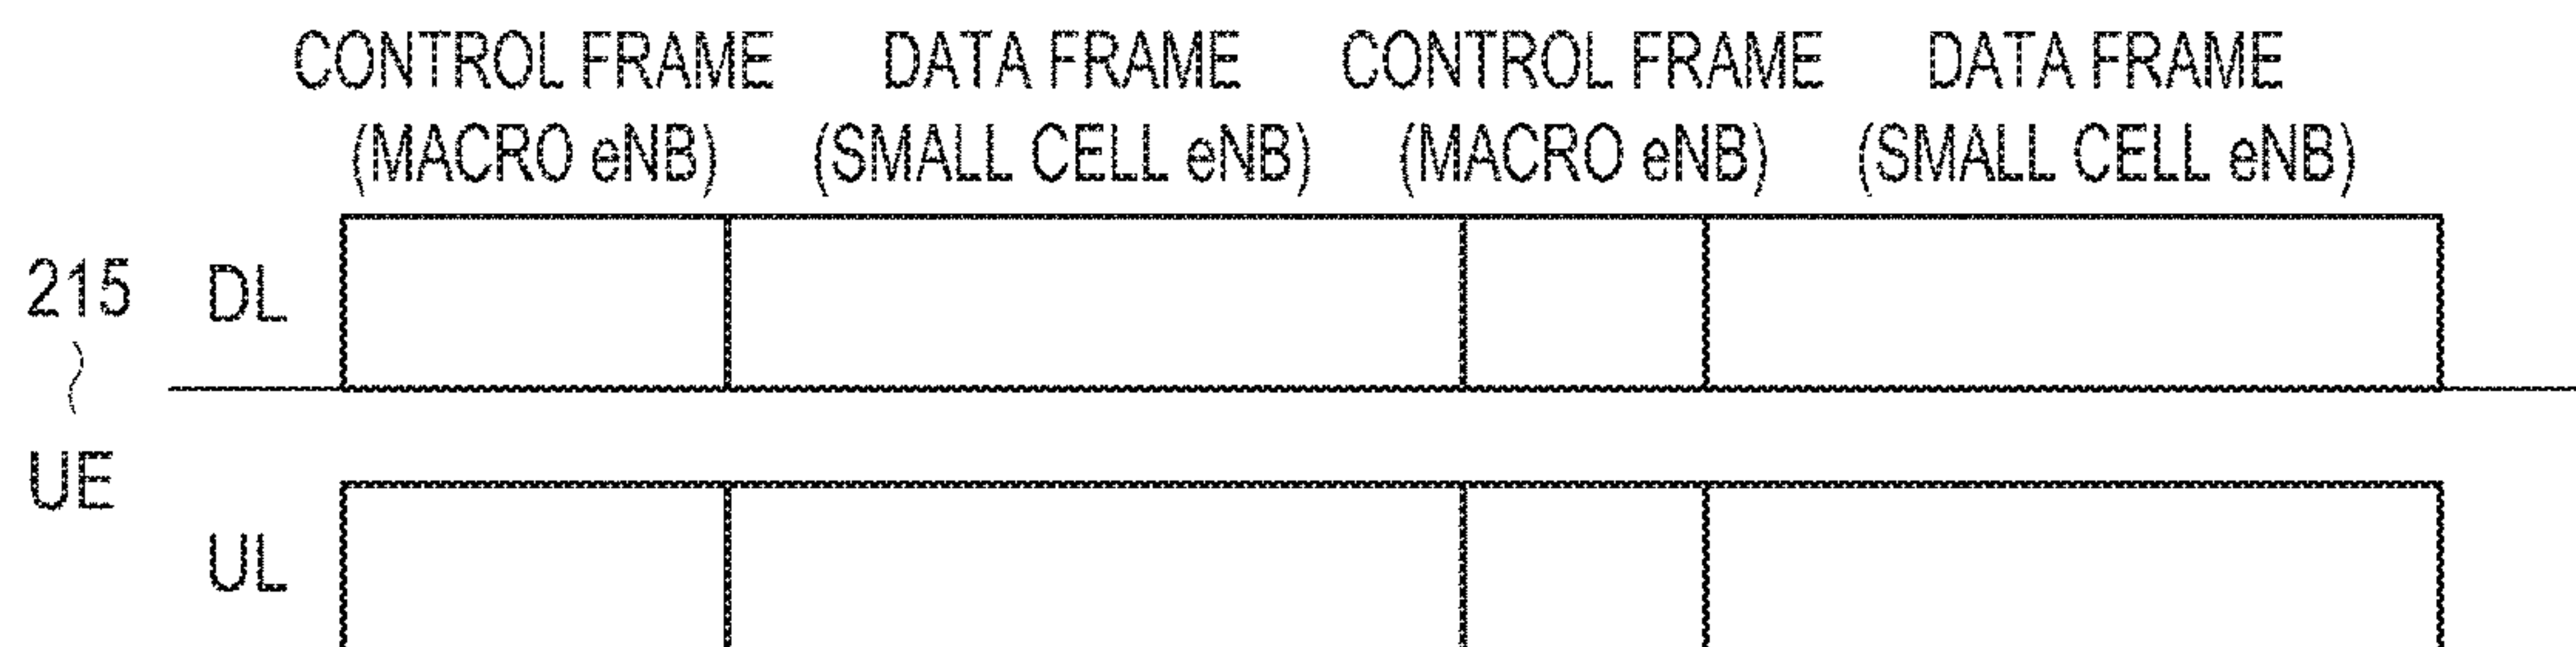 CONTROL FRAME DATA FRAME CONTROL FRAME DATA FRAME
(MACRO eNB) (SMALL CELL eNB) (MACRO eNB) (SMALL CELL eNB)
215 DL
UE
UL